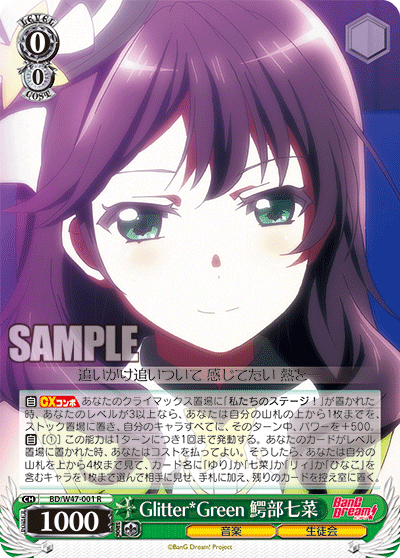 LEVEL
0
0
COST
SAMPLE
追いかけ追いついて 感じてたい 熱を―
自 CXコンボ あなたのクライマックス置場に「私たちのステージ!」が置かれた
時、あなたのレベルが3以上なら、あなたは自分の山札の上から1枚までを、
ストック置場に置き、自分のキャラすべてに、そのターン中、パワーを+500。
自 [①] この能力は1ターンにつき1回まで発動する。あなたのカードがレベル
置場に置かれた時、あなたはコストを払ってよい。そうしたら、あなたは自分の
山札を上から4枚まで見て、カード名に「ゆり」か「七菜」か「リィ」か「ひなこ」を
含むキャラを1枚まで選んで相手に見せ、手札に加え、残りのカードを控え室に置く。
CH BD/W47-001 R
1000
Glitter*Green 鰐部七菜
BanG Dream!
音楽
生徒会
©BanG Dream! Project